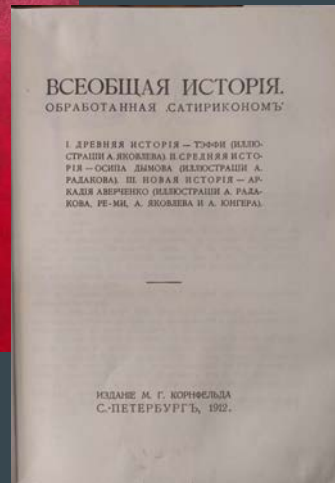 ВСЕОБЩАЯ ИСТОРІЯ.
ОБРАБОТАННАЯ „САТИРИКОНОМЪ“
I. ДРЕВНЯЯ ИСТОРІЯ — ТЭФФИ (ИЛЛЮ-
СТРАЦІИ А. ЯКОВЛЕВА). II. СРЕДНЯЯ ИСТО-
РІЯ — ОСИПА ДЫМОВА (ИЛЛЮСТРАЦІИ А.
РАДАКОВА). III. НОВАЯ ИСТОРІЯ — АР-
КАДІЯ АВЕРЧЕНКО (ИЛЛЮСТРАЦІИ А. РАДА-
КОВА, РЕ-МИ, А. ЯКОВЛЕВА И А. ЮНГЕРА).
ИЗДАНІЕ М. Г. КОРНФЕЛЬДА
С.-ПЕТЕРБУРГЪ, 1912.